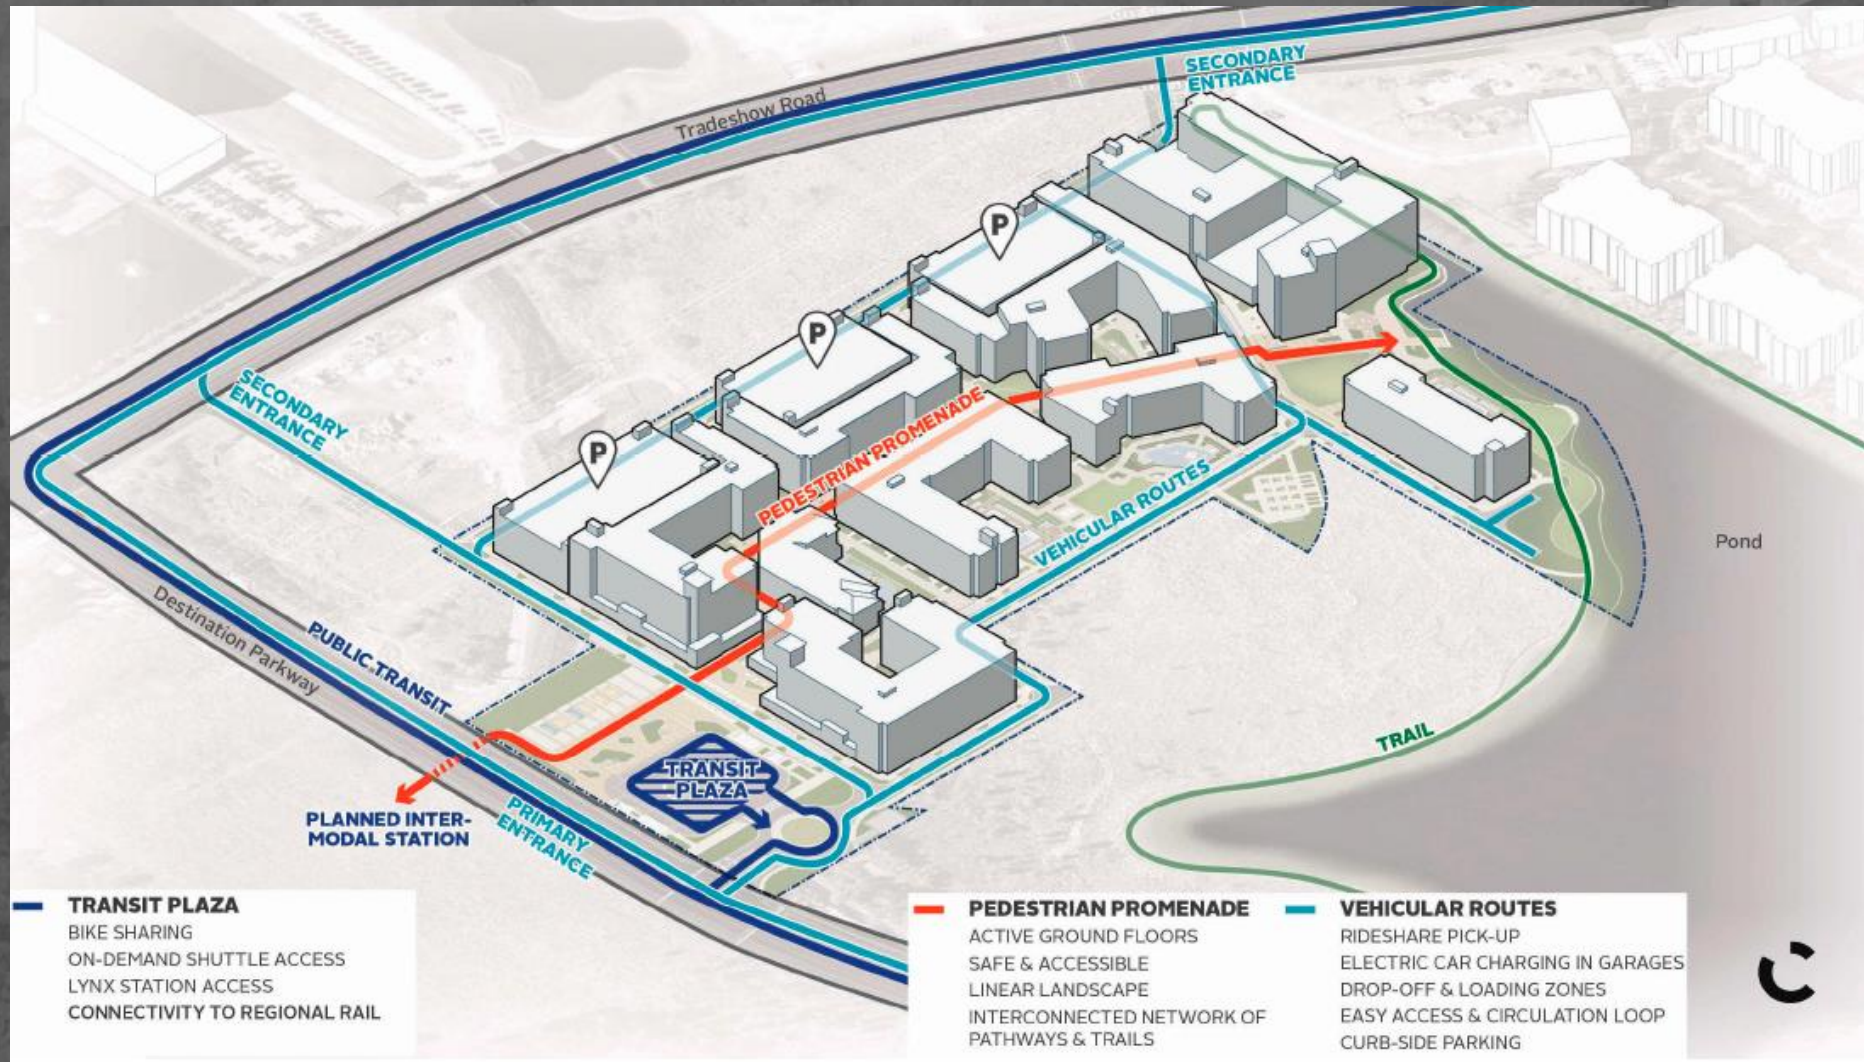 SECONDARY
ENTRANCE
Tradeshow Road
P
P
P
SECONDARY
ENTRANCE
PEDESTRIAN PROMENADE
VEHICULAR ROUTES
Pond
Destination Parkway
PUBLIC TRANSIT
TRAIL
TRANSIT
PLAZA
PLANNED INTER-
MODAL STATION
PRIMARY
ENTRANCE
TRANSIT PLAZA
BIKE SHARING
ON-DEMAND SHUTTLE ACCESS
LYNX STATION ACCESS
CONNECTIVITY TO REGIONAL RAIL
PEDESTRIAN PROMENADE
ACTIVE GROUND FLOORS
SAFE & ACCESSIBLE
LINEAR LANDSCAPE
INTERCONNECTED NETWORK OF
PATHWAYS & TRAILS
VEHICULAR ROUTES
RIDESHARE PICK-UP
ELECTRIC CAR CHARGING IN GARAGES
DROP-OFF & LOADING ZONES
EASY ACCESS & CIRCULATION LOOP
CURB-SIDE PARKING